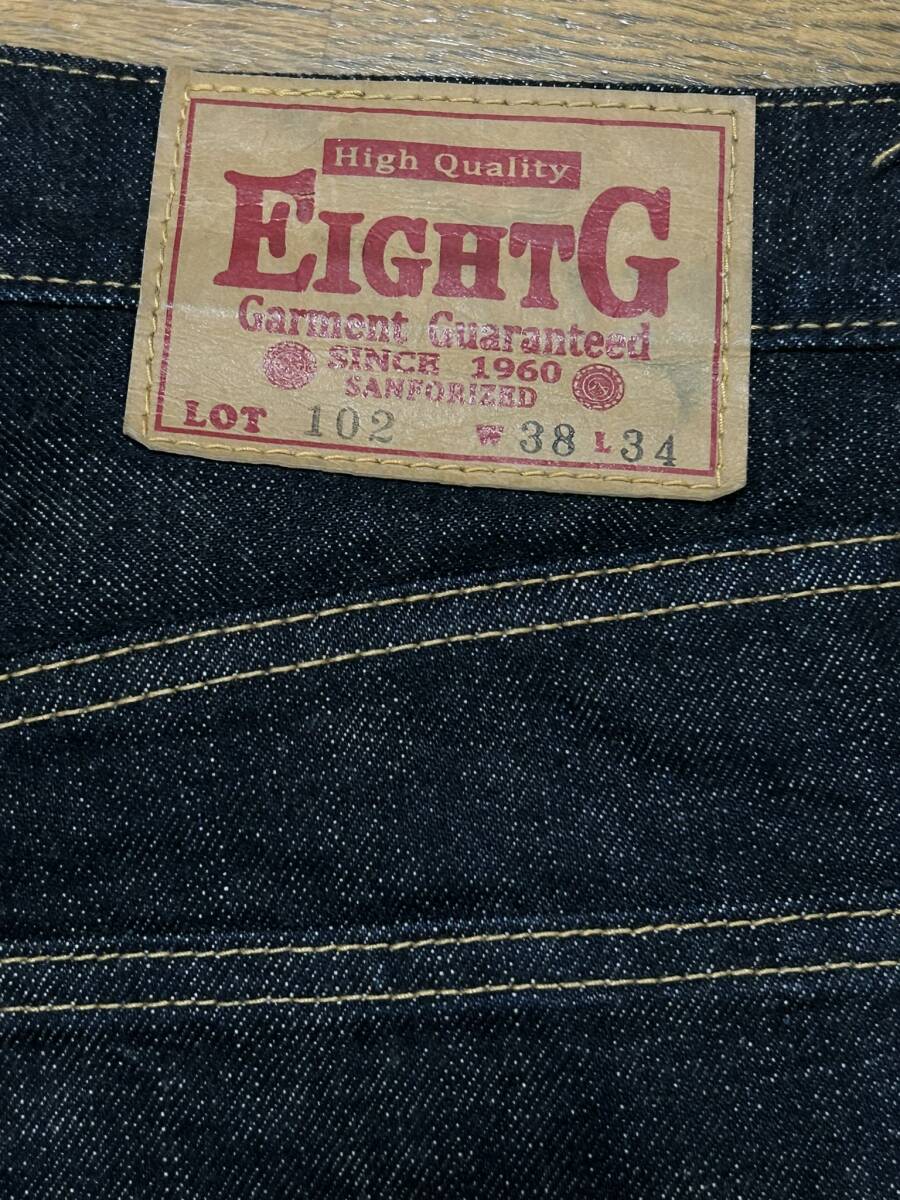 High Quality
EIGHTG
Garment Guaranteed
SINCE 1960
SANFORIZED
LOT 102 W 38 L 34